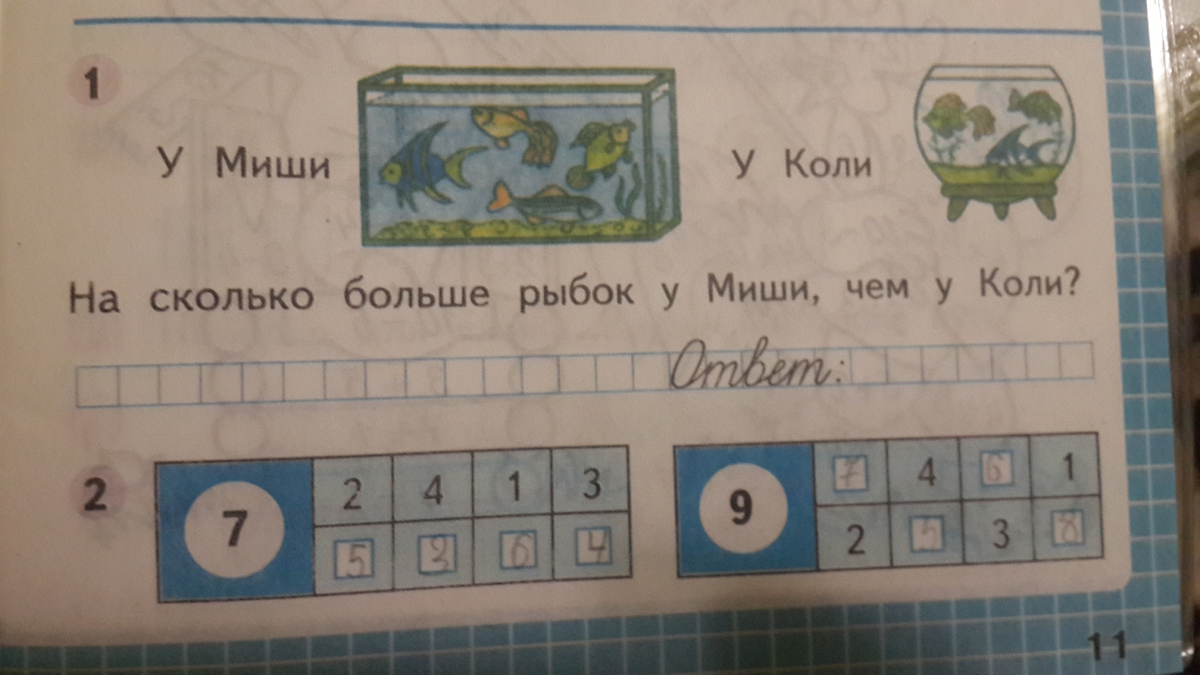 1
У Миши
У Коли
На сколько больше рыбок у Миши, чем у Коли?
Ответ:
2
7 2 4 1 3
5 3 6 4
9 7 4 6 1
2 5 3 8
11